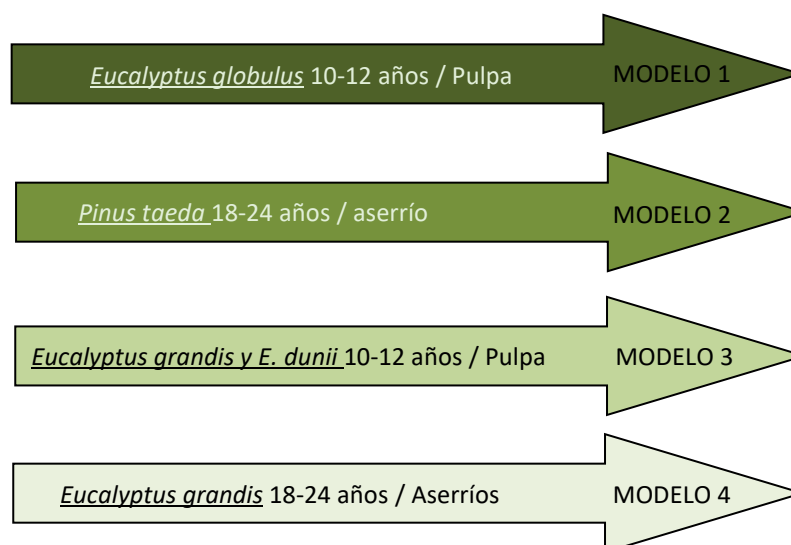 Eucalyptus globulus 10-12 años / Pulpa MODELO 1
Pinus taeda 18-24 años / aserrío MODELO 2
Eucalyptus grandis y E. dunii 10-12 años / Pulpa MODELO 3
Eucalyptus grandis 18-24 años / Aserríos MODELO 4